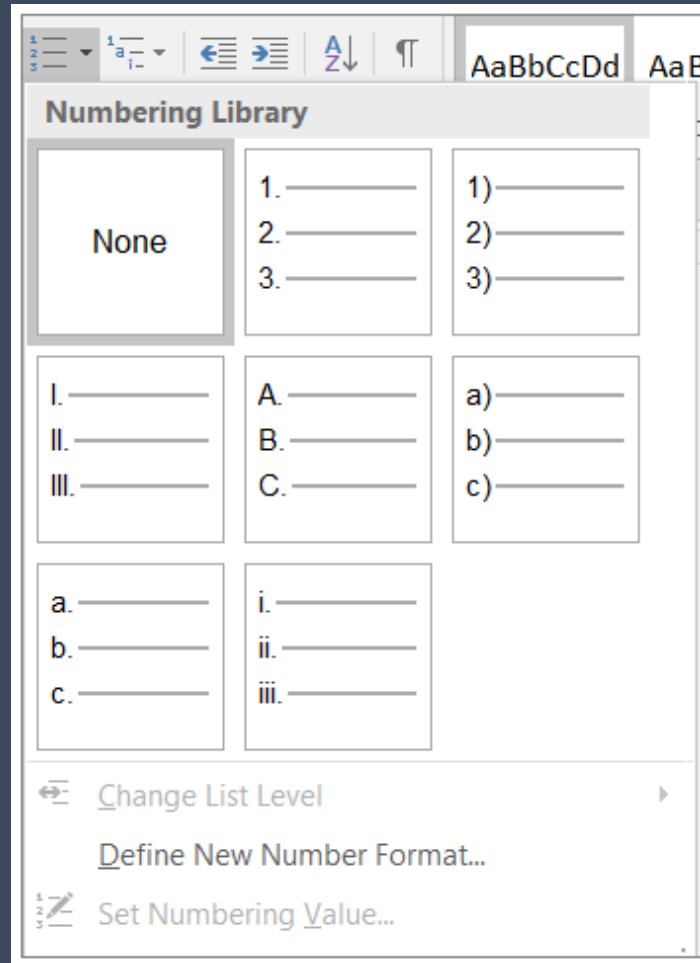 AaBbCcDd AaB
Numbering Library
None
1.
2.
3.
1)
2)
3)
I.
II.
III.
A.
B.
C.
a)
b)
c)
a.
b.
c.
i.
ii.
iii.
Change List Level
Define New Number Format...
Set Numbering Value...